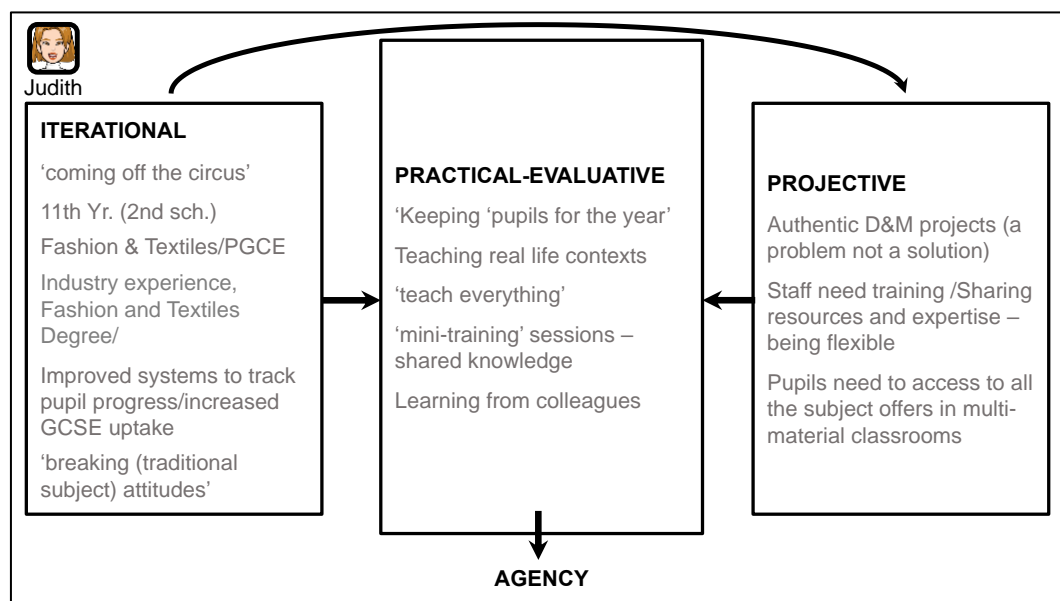 Judith
ITERATIONAL
‘coming off the circus’
11th Yr. (2nd sch.)
Fashion & Textiles/PGCE
Industry experience,
Fashion and Textiles
Degree/
Improved systems to track
pupil progress/increased
GCSE uptake
‘breaking (traditional
subject) attitudes’
PRACTICAL-EVALUATIVE
‘Keeping ‘pupils for the year’
Teaching real life contexts
‘teach everything’
‘mini-training’ sessions –
shared knowledge
Learning from colleagues
PROJECTIVE
Authentic D&M projects (a
problem not a solution)
Staff need training /Sharing
resources and expertise –
being flexible
Pupils need to access to all
the subject offers in multi-
material classrooms
AGENCY